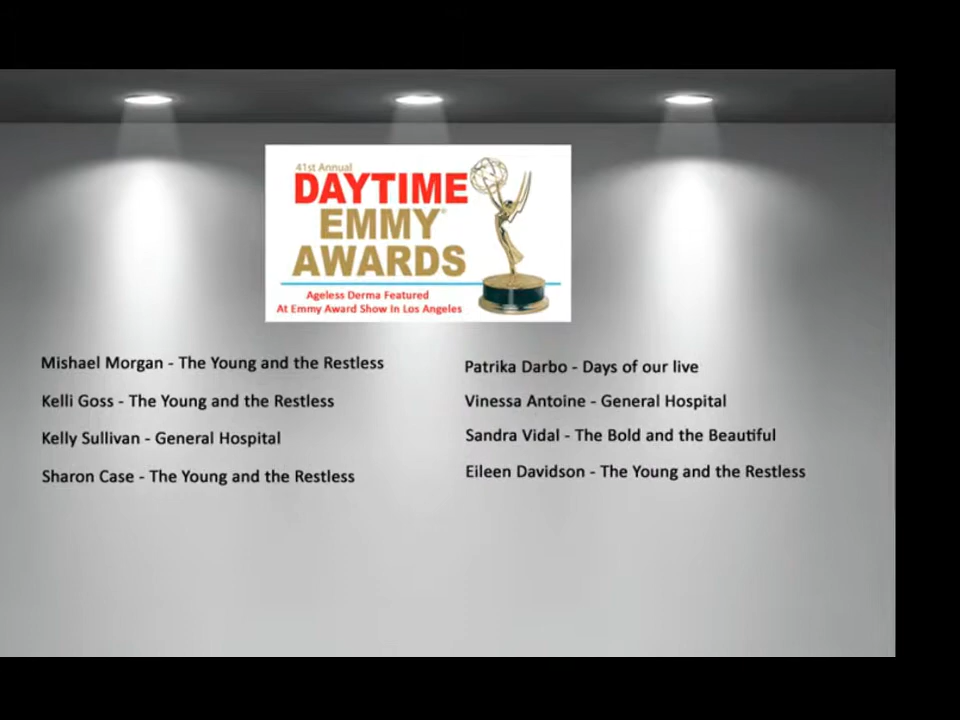 41st Annual
DAYTIME
EMMY®
AWARDS
Ageless Derma Featured
At Emmy Award Show In Los Angeles
Mishael Morgan - The Young and the Restless
Kelli Goss - The Young and the Restless
Kelly Sullivan - General Hospital
Sharon Case - The Young and the Restless
Patrika Darbo - Days of our live
Vinessa Antoine - General Hospital
Sandra Vidal - The Bold and the Beautiful
Eileen Davidson - The Young and the Restless